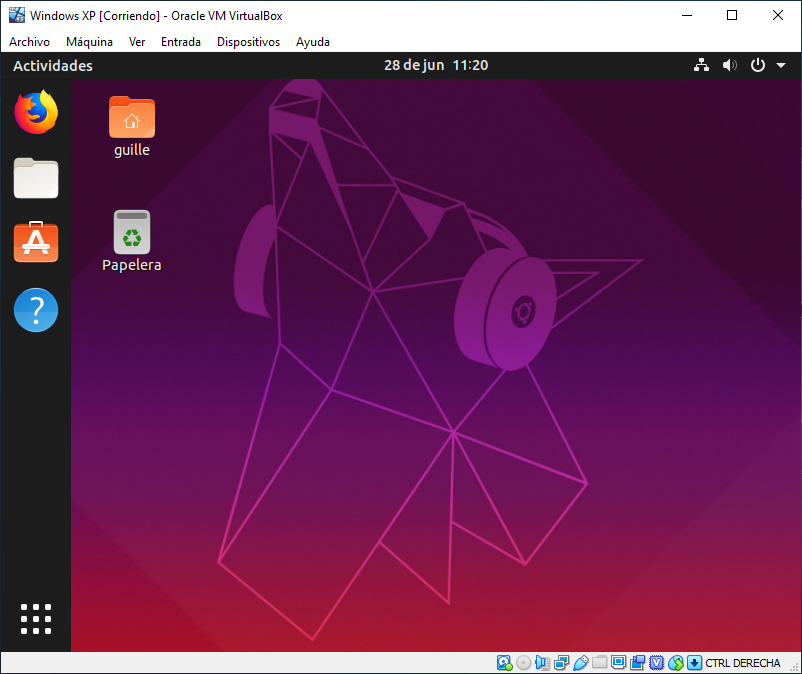 Windows XP [Corriendo] - Oracle VM VirtualBox
Archivo Máquina Ver Entrada Dispositivos Ayuda
Actividades 28 de jun 11:20
guille
Papelera
CTRL DERECHA